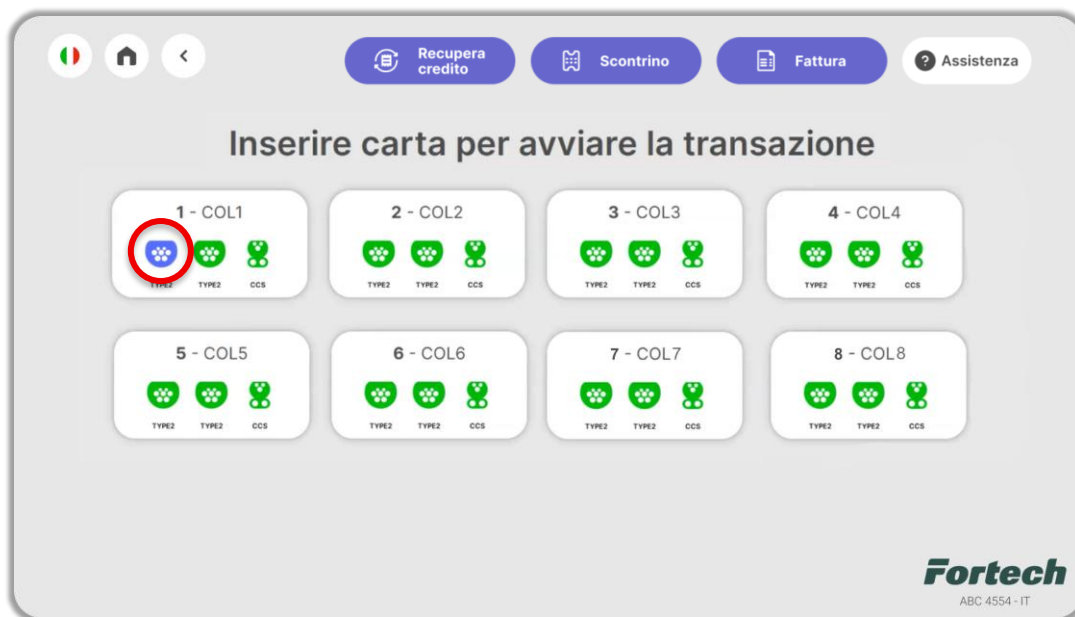 Recupera
credito
Scontrino
Fattura
? Assistenza
Inserire carta per avviare la transazione
1 - COL1
TYPE2 TYPE2 CCS
2 - COL2
TYPE2 TYPE2 CCS
3 - COL3
TYPE2 TYPE2 CCS
4 - COL4
TYPE2 TYPE2 CCS
5 - COL5
TYPE2 TYPE2 CCS
6 - COL6
TYPE2 TYPE2 CCS
7 - COL7
TYPE2 TYPE2 CCS
8 - COL8
TYPE2 TYPE2 CCS
Fortech
ABC 4554 - IT